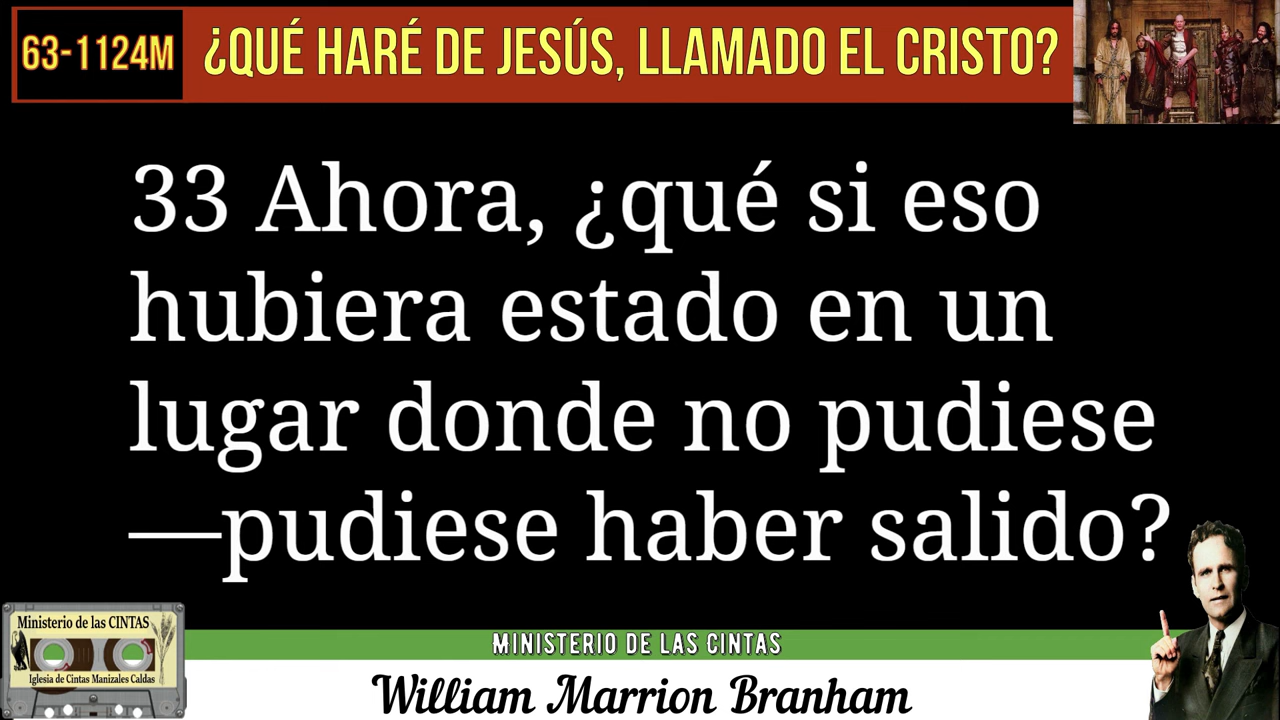 63-1124M
¿QUÉ HARÉ DE JESÚS, LLAMADO EL CRISTO?
33 Ahora, ¿qué si eso
hubiera estado en un
lugar donde no pudiese
—pudiese haber salido?
Ministerio de las CINTAS
Iglesia de Cintas Manizales Caldas
MINISTERIO DE LAS CINTAS
William Marrion Branham